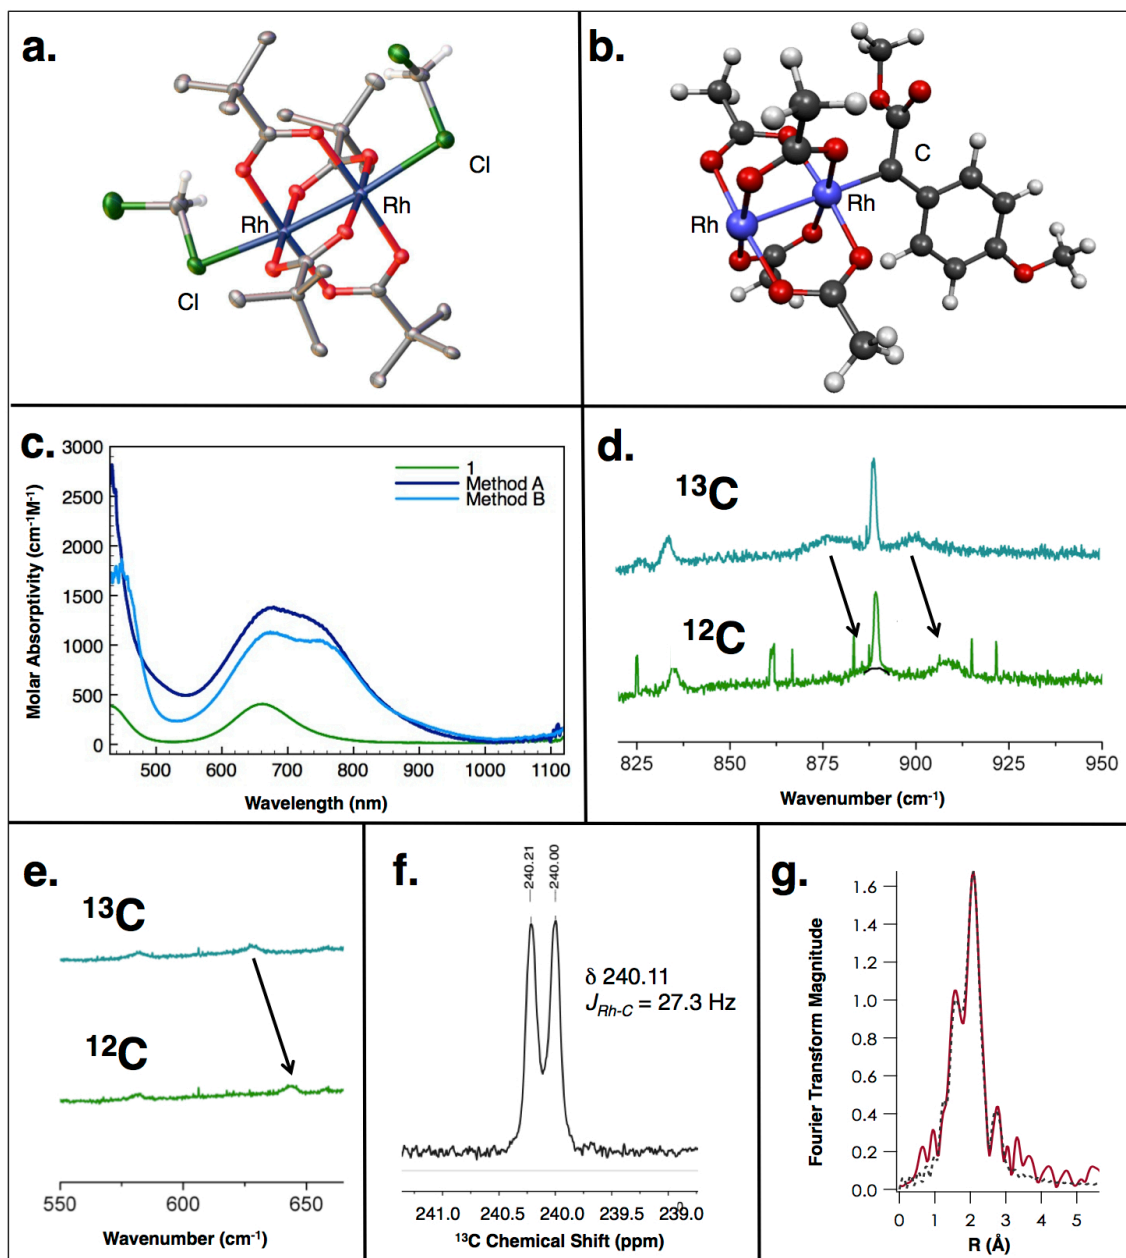 a.
Cl
Rh
Rh
Cl
b.
C
Rh
Rh
c.
3000
2500
2000
1500
1000
500
0
Molar Absorptivity (cm⁻¹M⁻¹)
1
Method A
Method B
500 600 700 800 900 1000 1100
Wavelength (nm)
d.
¹³C
¹²C
825 850 875 900 925 950
Wavenumber (cm⁻¹)
e.
¹³C
¹²C
550 600 650
Wavenumber (cm⁻¹)
f.
—240.21
—240.00
δ 240.11
J_Rh-C = 27.3 Hz
241.0 240.5 240.0 239.5 239.0
¹³C Chemical Shift (ppm)
g.
1.6
1.4
1.2
1.0
0.8
0.6
0.4
0.2
0.0
Fourier Transform Magnitude
0 1 2 3 4 5
R (Å)